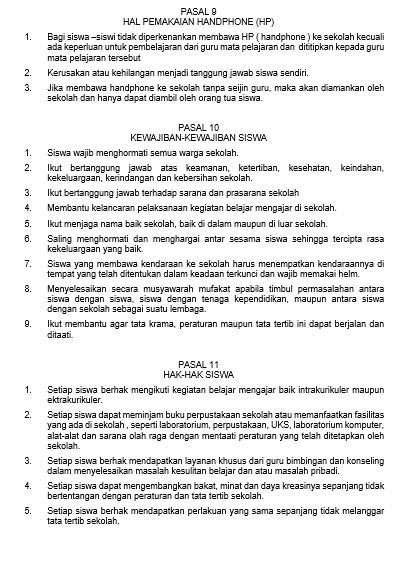 PASAL 9
HAL PEMAKAIAN HANDPHONE (HP)
1. Bagi siswa –siswi tidak diperkenankan membawa HP ( handphone ) ke sekolah kecuali
ada keperluan untuk pembelajaran dari guru mata pelajaran dan dititipkan kepada guru
mata pelajaran tersebut
2. Kerusakan atau kehilangan menjadi tanggung jawab siswa sendiri.
3. Jika membawa handphone ke sekolah tanpa seijin guru, maka akan diamankan oleh
sekolah dan hanya dapat diambil oleh orang tua siswa.
PASAL 10
KEWAJIBAN-KEWAJIBAN SISWA
1. Siswa wajib menghormati semua warga sekolah.
2. Ikut bertanggung jawab atas keamanan, ketertiban, kesehatan, keindahan,
kekeluargaan, kerindangan dan kebersihan sekolah.
3. Ikut bertanggung jawab terhadap sarana dan prasarana sekolah
4. Membantu kelancaran pelaksanaan kegiatan belajar mengajar di sekolah.
5. Ikut menjaga nama baik sekolah, baik di dalam maupun di luar sekolah.
6. Saling menghormati dan menghargai antar sesama siswa sehingga tercipta rasa
kekeluargaan yang baik.
7. Siswa yang membawa kendaraan ke sekolah harus menempatkan kendaraannya di
tempat yang telah ditentukan dalam keadaan terkunci dan wajib memakai helm.
8. Menyelesaikan secara musyawarah mufakat apabila timbul permasalahan antara
siswa dengan siswa, siswa dengan tenaga kependidikan, maupun antara siswa
dengan sekolah sebagai suatu lembaga.
9. Ikut membantu agar tata krama, peraturan maupun tata tertib ini dapat berjalan dan
ditaati.
PASAL 11
HAK-HAK SISWA
1. Setiap siswa berhak mengikuti kegiatan belajar mengajar baik intrakurikuler maupun
ektrakurikuler.
2. Setiap siswa dapat meminjam buku perpustakaan sekolah atau memanfaatkan fasilitas
yang ada di sekolah , seperti laboratorium, perpustakaan, UKS, laboratorium komputer,
alat-alat dan sarana olah raga dengan mentaati peraturan yang telah ditetapkan oleh
sekolah.
3. Setiap siswa berhak mendapatkan layanan khusus dari guru bimbingan dan konseling
dalam menyelesaikan masalah kesulitan belajar dan atau masalah pribadi.
4. Setiap siswa dapat mengembangkan bakat, minat dan daya kreasinya sepanjang tidak
bertentangan dengan peraturan dan tata tertib sekolah.
5. Setiap siswa berhak mendapatkan perlakuan yang sama sepanjang tidak melanggar
tata tertib sekolah.